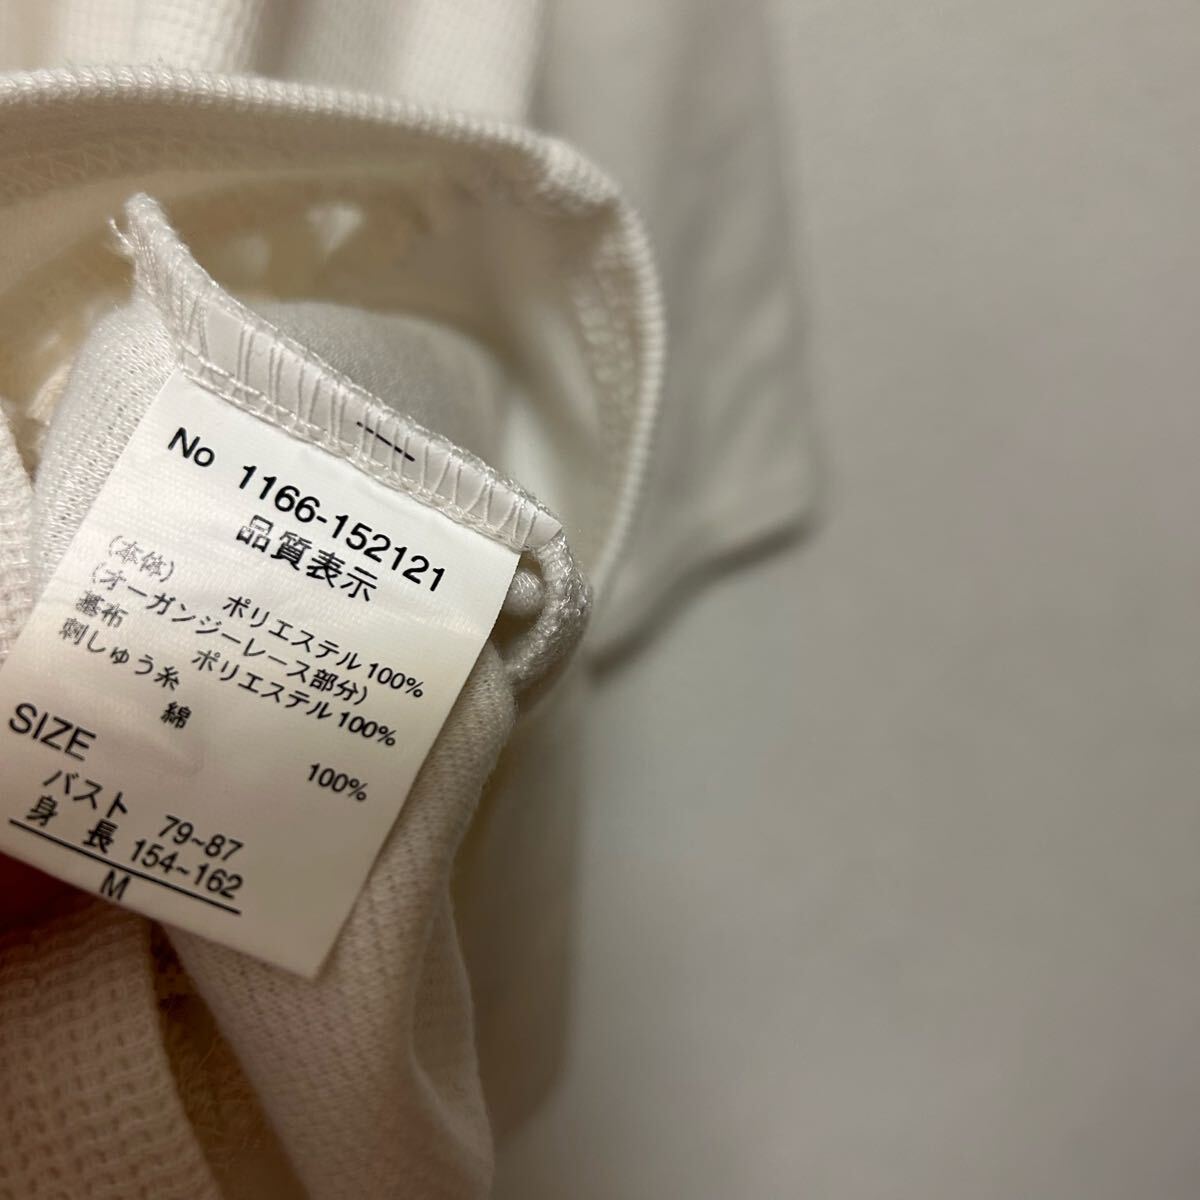 No 1166-152121
品質表示
(本体) ポリエステル100%
(オーガンジーレース部分)
基布 ポリエステル100%
刺しゅう糸 綿 100%
SIZE
バスト 79~87
身長 154~162
M